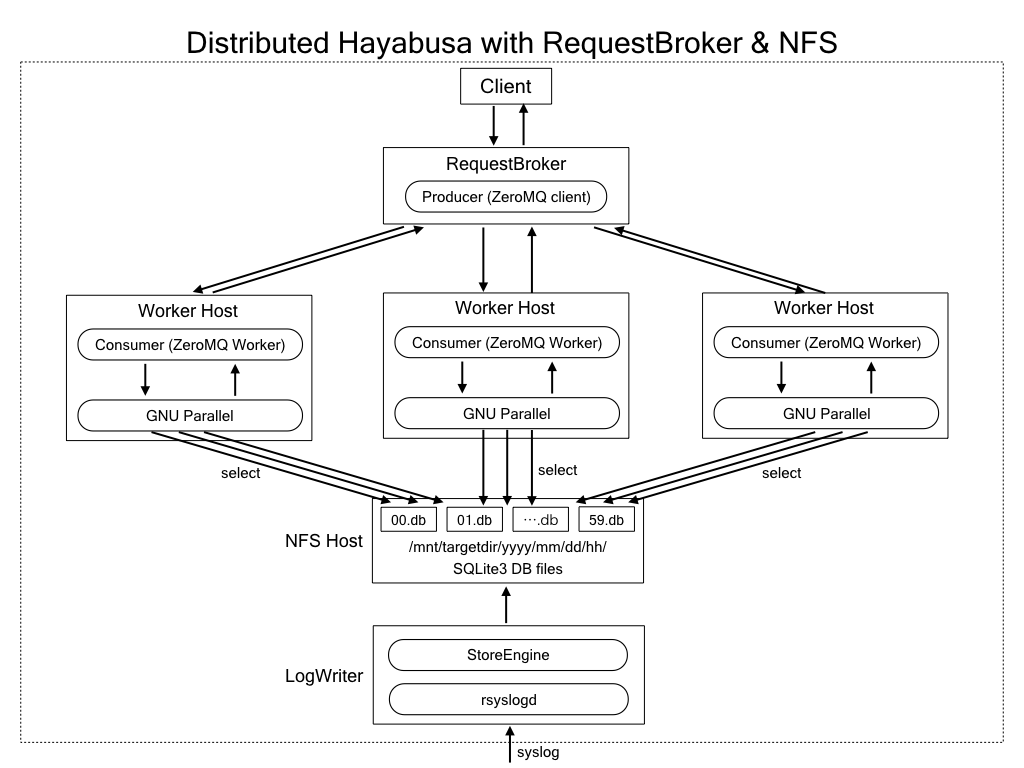 Distributed Hayabusa with RequestBroker & NFS
Client
RequestBroker
Producer (ZeroMQ client)
Worker Host
Consumer (ZeroMQ Worker)
GNU Parallel
select
Worker Host
Consumer (ZeroMQ Worker)
GNU Parallel
select
Worker Host
Consumer (ZeroMQ Worker)
GNU Parallel
select
NFS Host
00.db
01.db
….db
59.db
/mnt/targetdir/yyyy/mm/dd/hh/
SQLite3 DB files
LogWriter
StoreEngine
rsyslogd
syslog